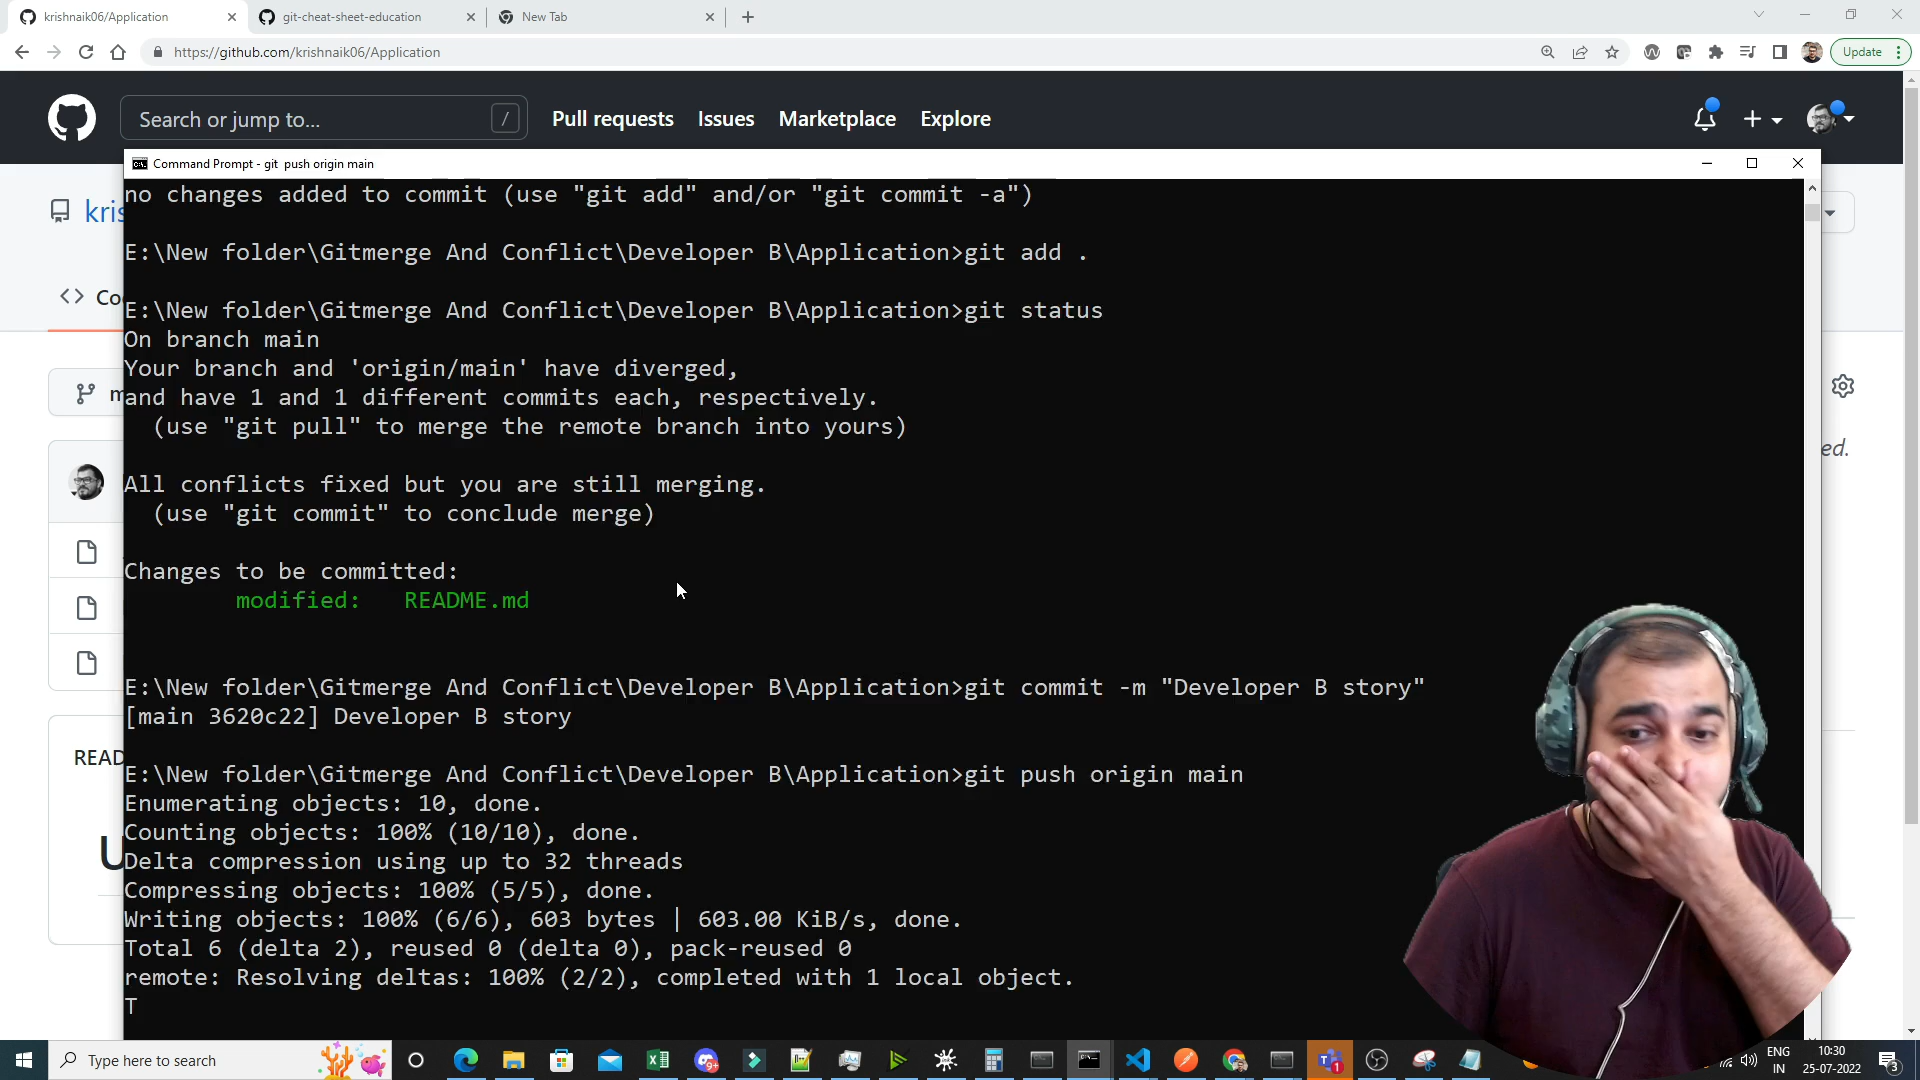 krishnaik06/Application
git-cheat-sheet-education
New Tab
https://github.com/krishnaik06/Application
Update
Search or jump to...
/
Pull requests
Issues
Marketplace
Explore
Command Prompt - git  push origin main
no changes added to commit (use "git add" and/or "git commit -a")
kris
E:\New folder\Gitmerge And Conflict\Developer B\Application>git add .
Co
E:\New folder\Gitmerge And Conflict\Developer B\Application>git status
On branch main
Your branch and 'origin/main' have diverged,
m
and have 1 and 1 different commits each, respectively.
(use "git pull" to merge the remote branch into yours)
ed.
All conflicts fixed but you are still merging.
(use "git commit" to conclude merge)
Changes to be committed:
modified:   README.md
E:\New folder\Gitmerge And Conflict\Developer B\Application>git commit -m "Developer B story"
[main 3620c22] Developer B story
READ
E:\New folder\Gitmerge And Conflict\Developer B\Application>git push origin main
Enumerating objects: 10, done.
Counting objects: 100% (10/10), done.
U
Delta compression using up to 32 threads
Compressing objects: 100% (5/5), done.
Writing objects: 100% (6/6), 603 bytes | 603.00 KiB/s, done.
Total 6 (delta 2), reused 0 (delta 0), pack-reused 0
remote: Resolving deltas: 100% (2/2), completed with 1 local object.
T
Type here to search
ENG
IN
10:30
25-07-2022
3